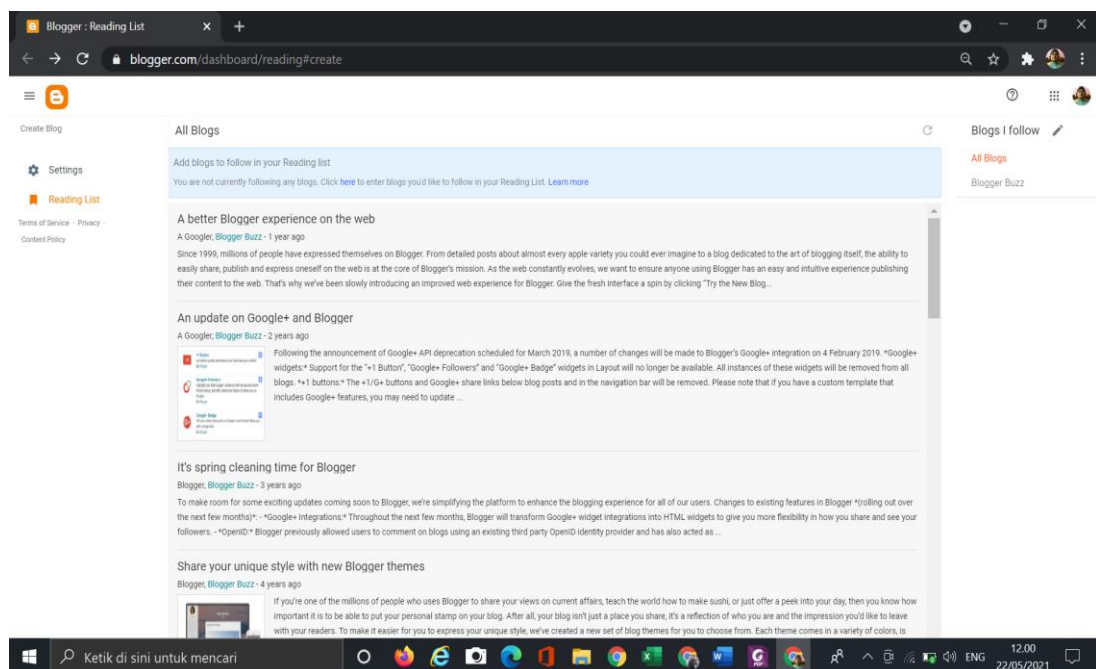 Blogger : Reading List
blogger.com/dashboard/reading#create
Create Blog
Settings
Reading List
Terms of Service - Privacy -
Content Policy
All Blogs
Add blogs to follow in your Reading list
You are not currently following any blogs. Click here to enter blogs you'd like to follow in your Reading List. Learn more
A better Blogger experience on the web
A Googler, Blogger Buzz - 1 year ago
Since 1999, millions of people have expressed themselves on Blogger. From detailed posts about almost every apple variety you could ever imagine to a blog dedicated to the art of blogging itself, the ability to
easily share, publish and express oneself on the web is at the core of Blogger's mission. As the web constantly evolves, we want to ensure anyone using Blogger has an easy and intuitive experience publishing
their content to the web. That's why we've been slowly introducing an improved web experience for Blogger. Give the fresh interface a spin by clicking "Try the New Blog...
An update on Google+ and Blogger
A Googler, Blogger Buzz - 2 years ago
Following the announcement of Google+ API deprecation scheduled for March 2019, a number of changes will be made to Blogger's Google+ integration on 4 February 2019. *Google+
widgets:* Support for the "+1 Button", "Google+ Followers" and "Google+ Badge" widgets in Layout will no longer be available. All instances of these widgets will be removed from all
blogs. *+1 buttons:* The +1/G+ buttons and Google+ share links below blog posts and in the navigation bar will be removed. Please note that if you have a custom template that
includes Google+ features, you may need to update ...
It's spring cleaning time for Blogger
Blogger, Blogger Buzz - 3 years ago
To make room for some exciting updates coming soon to Blogger, we're simplifying the platform to enhance the blogging experience for all of our users. Changes to existing features in Blogger *(rolling out over
the next few months)*: - *Google+ Integrations:* Throughout the next few months, Blogger will transform Google+ widget integrations into HTML widgets to give you more flexibility in how you share and see your
followers. - *OpenID:* Blogger previously allowed users to comment on blogs using an existing third party OpenID identity provider and has also acted as ...
Share your unique style with new Blogger themes
Blogger, Blogger Buzz - 4 years ago
If you're one of the millions of people who uses Blogger to share your views on current affairs, teach the world how to make sushi, or just offer a peek into your day, then you know how
important it is to be able to put your personal stamp on your blog. After all, your blog isn't just a place you share, it's a reflection of who you are and the impression you'd like to leave
with your readers. To make it easier for you to express your unique style, we've created a new set of blog themes for you to choose from. Each theme comes in a variety of colors, is
Blogs I follow
All Blogs
Blogger Buzz
Ketik di sini untuk mencari
ENG
12.00
22/05/2021